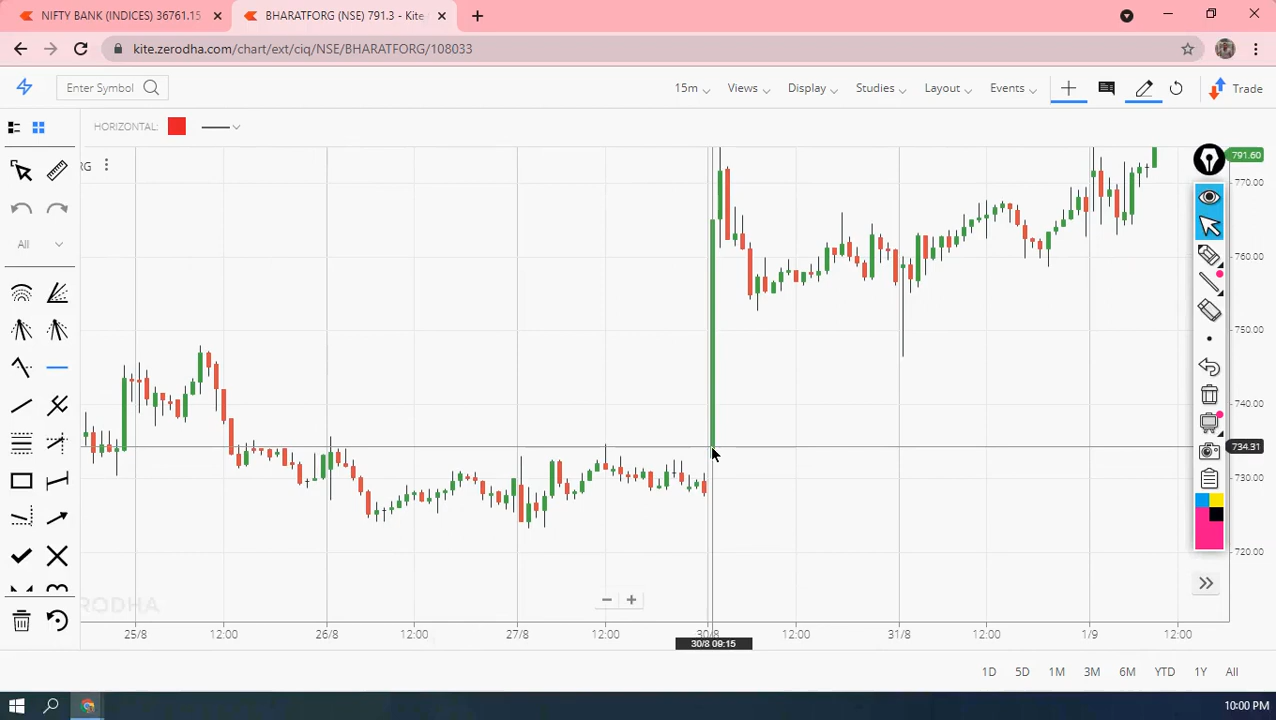 NIFTY BANK (INDICES) 36761.15
BHARATFORG (NSE) 791.3 - Kite
kite.zerodha.com/chart/ext/ciq/NSE/BHARATFORG/108033
Enter Symbol
15m
Views
Display
Studies
Layout
Events
Trade
HORIZONTAL:
RG
791.60
770.00
760.00
750.00
740.00
734.31
730.00
720.00
All
RODHA
25/8
12:00
26/8
12:00
27/8
12:00
30/8
12:00
31/8
12:00
1/9
12:00
30/8 09:15
1D
5D
1M
3M
6M
YTD
1Y
All
10:00 PM